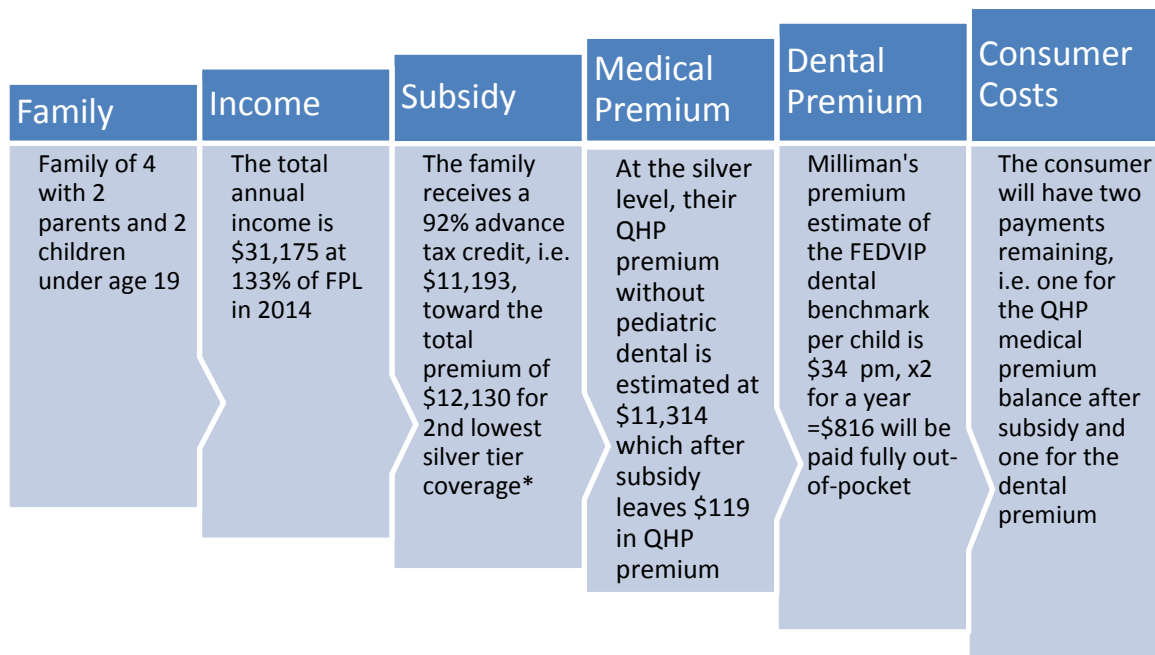 Family
Family of 4
with 2
parents and 2
children
under age 19
Income
The total
annual
income is
$31,175 at
133% of FPL
in 2014
Subsidy
The family
receives a
92% advance
tax credit, i.e.
$11,193,
toward the
total
premium of
$12,130 for
2nd lowest
silver tier
coverage*
Medical
Premium
At the silver
level, their
QHP
premium
without
pediatric
dental is
estimated at
$11,314
which after
subsidy
leaves $119
in QHP
premium
Dental
Premium
Milliman's
premium
estimate of
the FEDVIP
dental
benchmark
per child is
$34 pm, x2
for a year
=$816 will be
paid fully out-
of-pocket
Consumer
Costs
The consumer
will have two
payments
remaining,
i.e. one for
the QHP
medical
premium
balance after
subsidy and
one for the
dental
premium